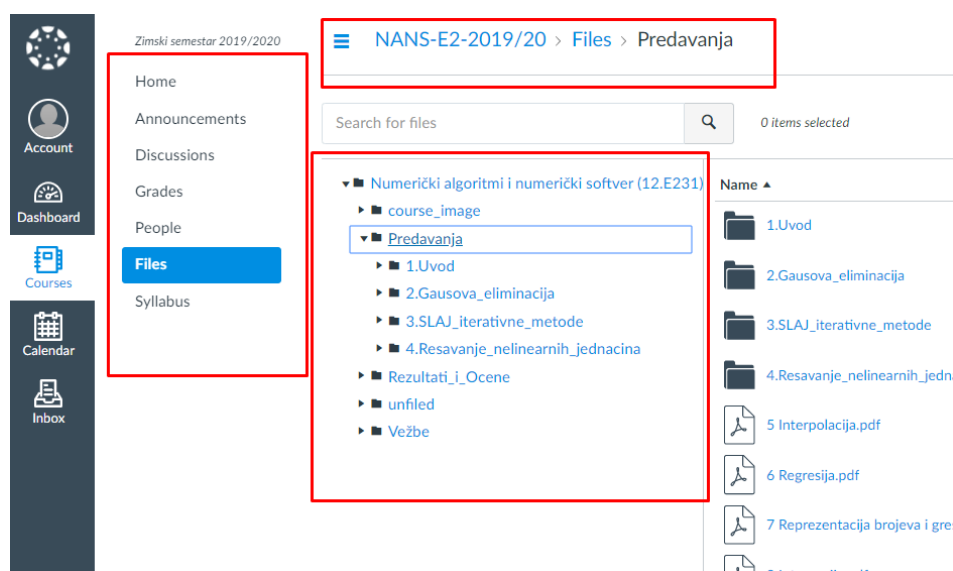 Account
Dashboard
Courses
Calendar
Inbox
Zimski semestar 2019/2020
Home
Announcements
Discussions
Grades
People
Files
Syllabus
NANS-E2-2019/20 > Files > Predavanja
Search for files
0 items selected
Numerički algoritmi i numerički softver (12.E231)
course_image
Predavanja
1.Uvod
2.Gausova_eliminacija
3.SLAJ_iterativne_metode
4.Resavanje_nelinearnih_jednacina
Rezultati_i_Ocene
unfiled
Vežbe
Name
1.Uvod
2.Gausova_eliminacija
3.SLAJ_iterativne_metode
4.Resavanje_nelinearnih_jedn
5 Interpolacija.pdf
6 Regresija.pdf
7 Reprezentacija brojeva i gre